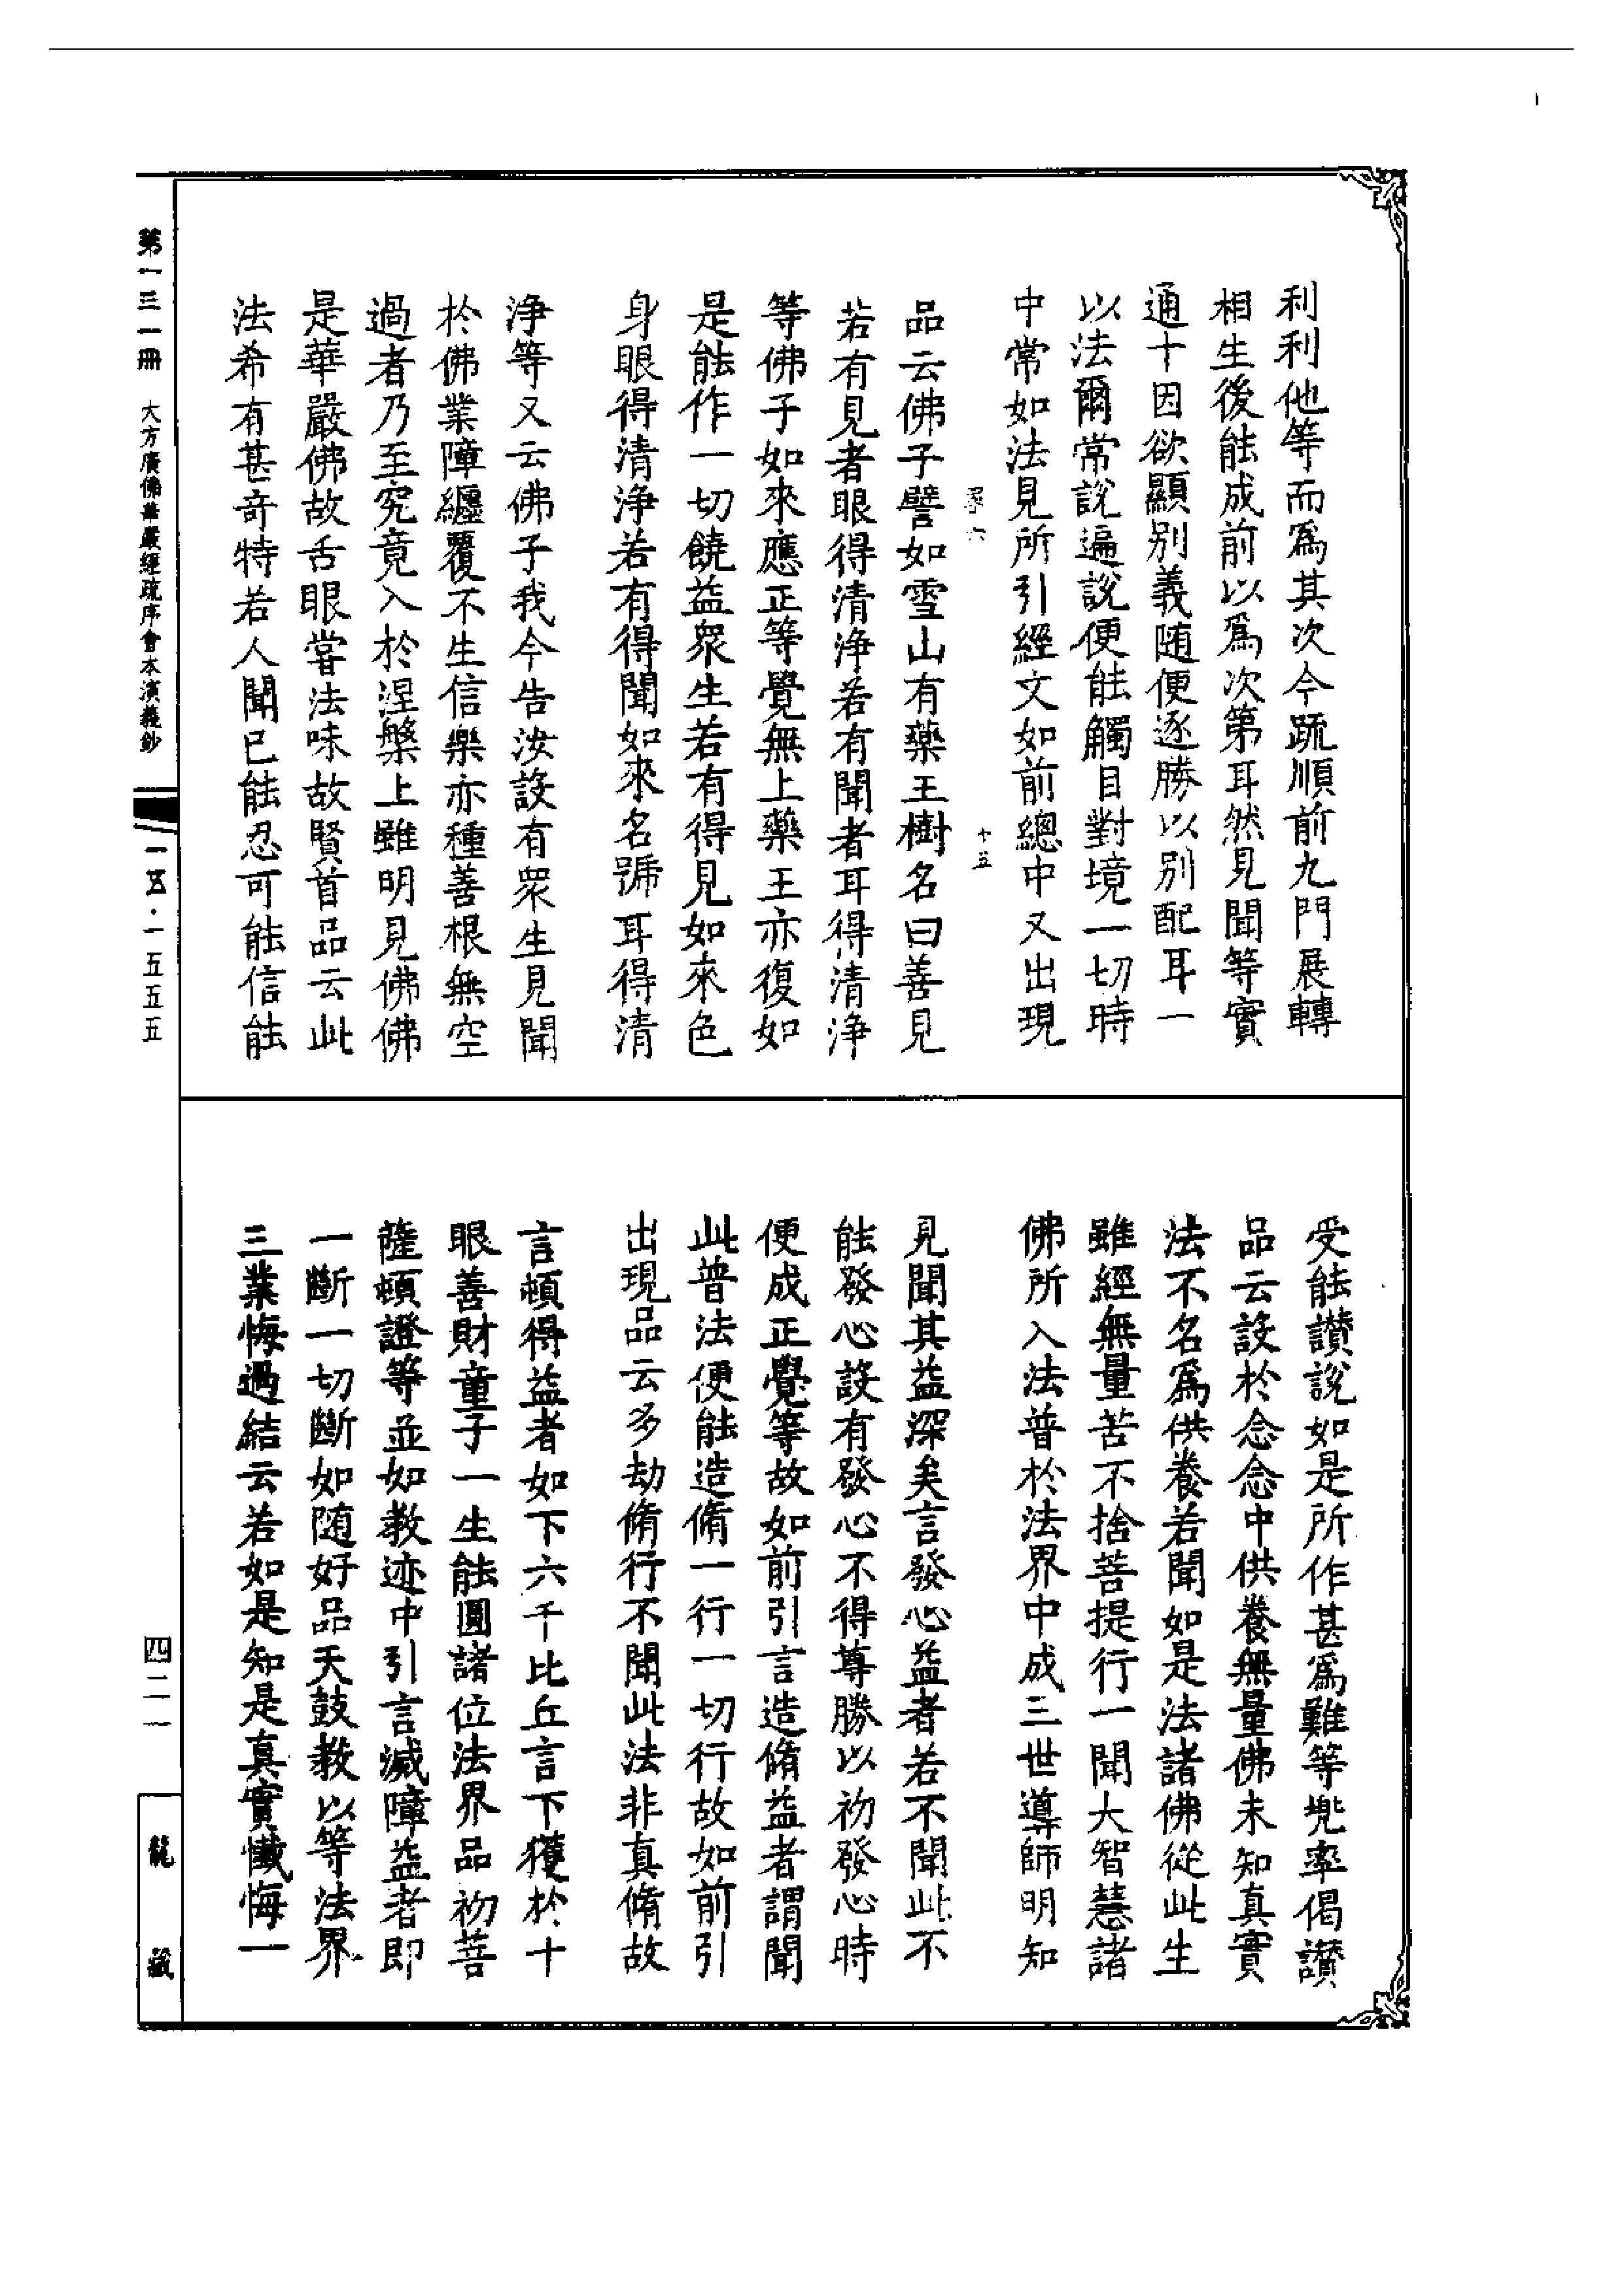 利利他等而爲其次今䟽順前九門展轉
相生後能成前以爲次第耳然見聞等實
通十因欲顯别義随便逐勝以别配耳一
以法爾常說遍說便能觸目對境一切時
中常如法見所引經文如前總中又出現
十五
品云佛子譬如雪山有藥王樹名曰善見
若有見者眼得清浄若有聞者耳得清浄
等佛子如來應正等覺無上藥王亦復如
是能作一切饒益衆生若有得見如來色
身眼得清浄若有得聞如來名號耳得清
浄等又云佛子我今告汝設有衆生見聞
於佛業障纏覆不生信樂亦種善根無空
過者乃至究竟入於涅槃上雖明見佛佛
是華嚴佛故舌眼嘗法味故賢首品云此
法希有甚奇特若人聞已能忍可能信能
受能讃說如是所作甚爲難等兠率偈讃
品云設於念念中供養無量佛未知真實
法不名爲供養若聞如是法諸佛從此生
雖經無量苦不捨菩提行一聞大智慧諸
佛所入法普於法界中成三世導師明知
見聞其益深矣言發心益者若不聞此不
能發心設有發心不得尊勝以初發心時
便成正覺等故如前引言造脩益者謂聞
此普法便能造脩一行一切行故如前引
出現品云多劫脩行不聞此法非真脩故
言頓得益者如下六千比丘言下獲於十
眼善財童子一生能圓諸位法界品初菩
薩頓證等並如教迹中引言滅障益者即
一斷一切斷如随好品天鼓教以等法界
三業悔過結云若如是知是真實懺悔一
第一三一冊
大方廣佛華嚴經疏序會本演義鈔
一五·一五五五
四二一
龍藏